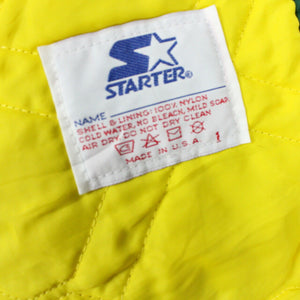 STARTER®
NAME
SHELL & LINING: 100% NYLON
COLD WATER, NO BLEACH, MILD SOAP
AIR DRY. DO NOT DRY CLEAN
MADE IN U.S.A. 1